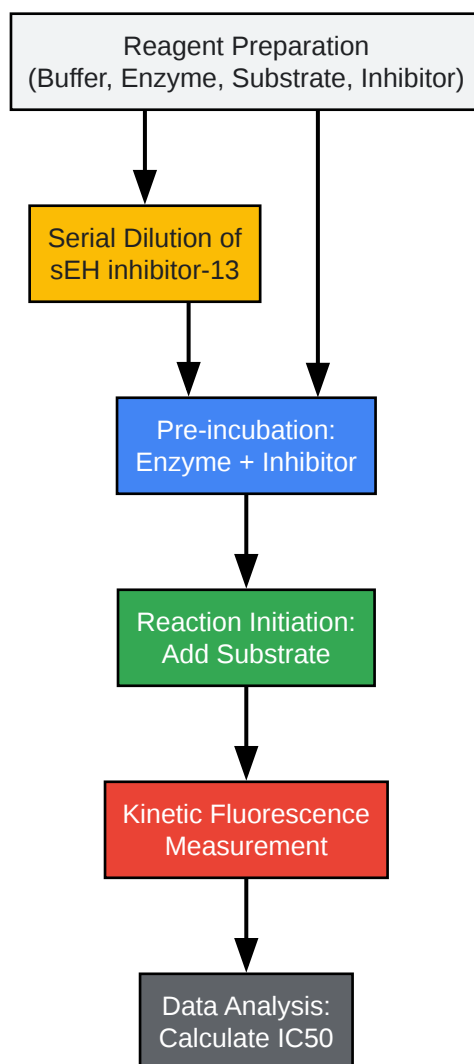 Reagent Preparation
(Buffer, Enzyme, Substrate, Inhibitor)
Serial Dilution of
sEH inhibitor-13
Pre-incubation:
Enzyme + Inhibitor
Reaction Initiation:
Add Substrate
Kinetic Fluorescence
Measurement
Data Analysis:
Calculate IC50